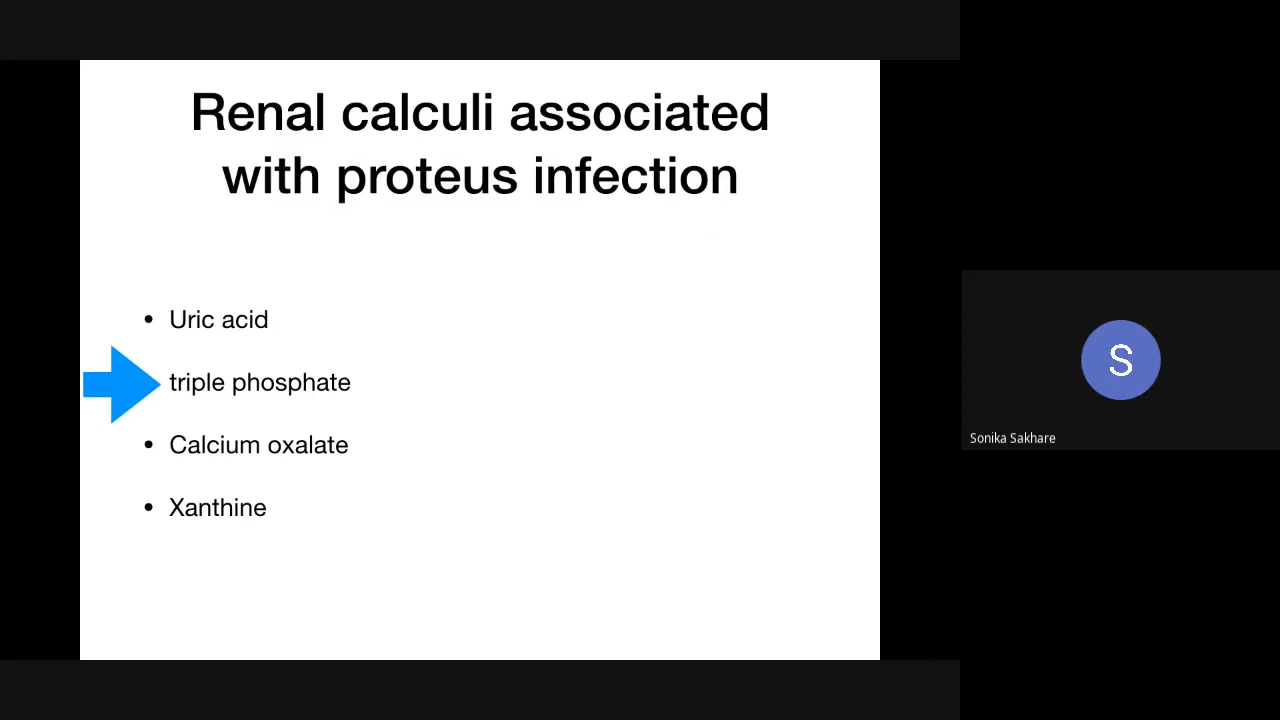 Renal calculi associated
with proteus infection
• Uric acid
triple phosphate
• Calcium oxalate
• Xanthine
S
Sonika Sakhare